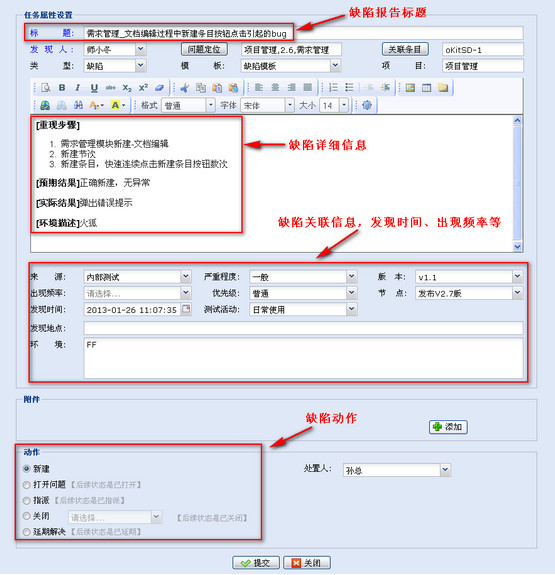 缺陷报告标题
任务属性设置
标 题: 需求管理_文档编辑过程中新建条目按钮点击引起的bug
发 现 人: 师小冬 问题定位 项目管理,2.6,需求管理 关联条目 oKitSD-1
类 型: 缺陷 模 板: 缺陷模板 项 目: 项目管理
B I U abc X₂ X²
A A 格式 普通 字体 宋体 大小 14
[重现步骤]
1. 需求管理模块新建-文档编辑
2. 新建节次
3. 新建条目，快速连续点击新建条目按钮数次
缺陷详细信息
[预期结果]正确新建，无异常
[实际结果]弹出错误提示
[环境描述]火狐
缺陷关联信息，发现时间、出现频率等
来 源: 内部测试 严重程度: 一般 版 本: v1.1
出现频率: 请选择... 优先级: 普通 节 点: 发布V2.7版
发现时间: 2013-01-26 11:07:35 测试活动: 日常使用
发现地点:
环 境: FF
附件
缺陷动作
添加
动作
新建 处置人: 孙总
打开问题【后续状态是已打开】
指派【后续状态是已指派】
关闭 请选择... 【后续状态是已关闭】
延期解决【后续状态是已延期】
提交 关闭